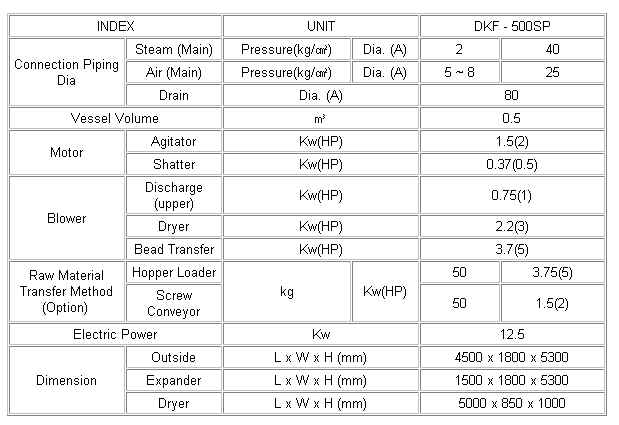 INDEX UNIT DKF - 500SP
Connection Piping Dia Steam (Main) Pressure(kg/㎠) Dia. (A) 2 40
Air (Main) Pressure(kg/㎠) Dia. (A) 5 ~ 8 25
Drain Dia. (A) 80
Vessel Volume ㎥ 0.5
Motor Agitator Kw(HP) 1.5(2)
Shatter Kw(HP) 0.37(0.5)
Blower Discharge (upper) Kw(HP) 0.75(1)
Dryer Kw(HP) 2.2(3)
Bead Transfer Kw(HP) 3.7(5)
Raw Material Transfer Method (Option) Hopper Loader kg Kw(HP) 50 3.75(5)
Screw Conveyor 50 1.5(2)
Electric Power Kw 12.5
Dimension Outside L x W x H (mm) 4500 x 1800 x 5300
Expander L x W x H (mm) 1500 x 1800 x 5300
Dryer L x W x H (mm) 5000 x 850 x 1000